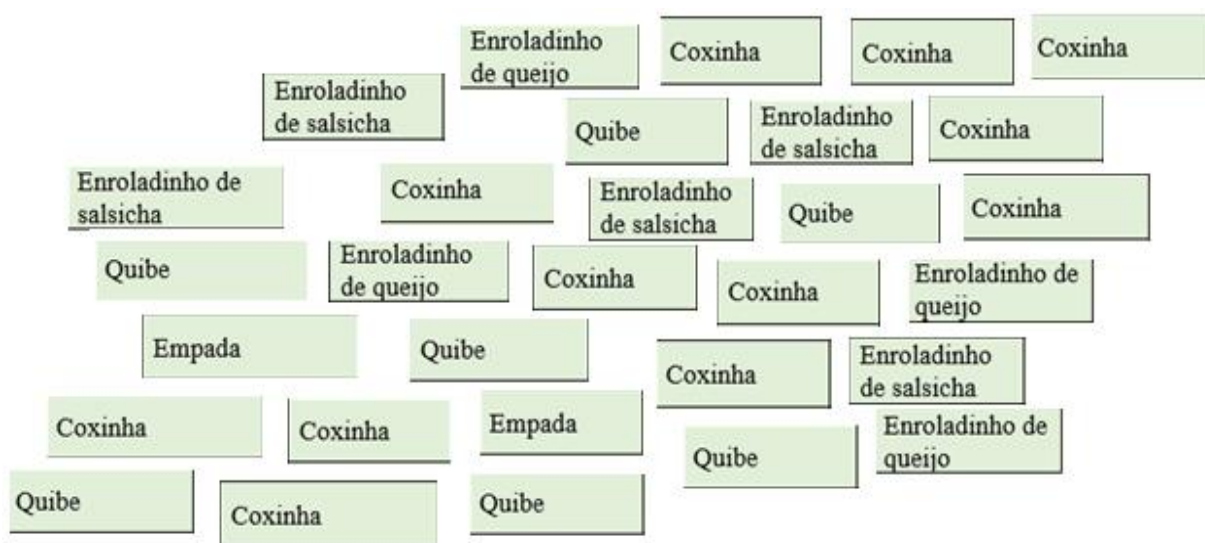 Enroladinho
de queijo
Coxinha
Coxinha
Coxinha
Enroladinho
de salsicha
Quibe
Enroladinho
de salsicha
Coxinha
Enroladinho de
salsicha
Coxinha
Enroladinho
de salsicha
Quibe
Coxinha
Quibe
Enroladinho
de queijo
Coxinha
Coxinha
Enroladinho de
queijo
Empada
Quibe
Coxinha
Enroladinho
de salsicha
Coxinha
Coxinha
Empada
Quibe
Enroladinho de
queijo
Quibe
Coxinha
Quibe